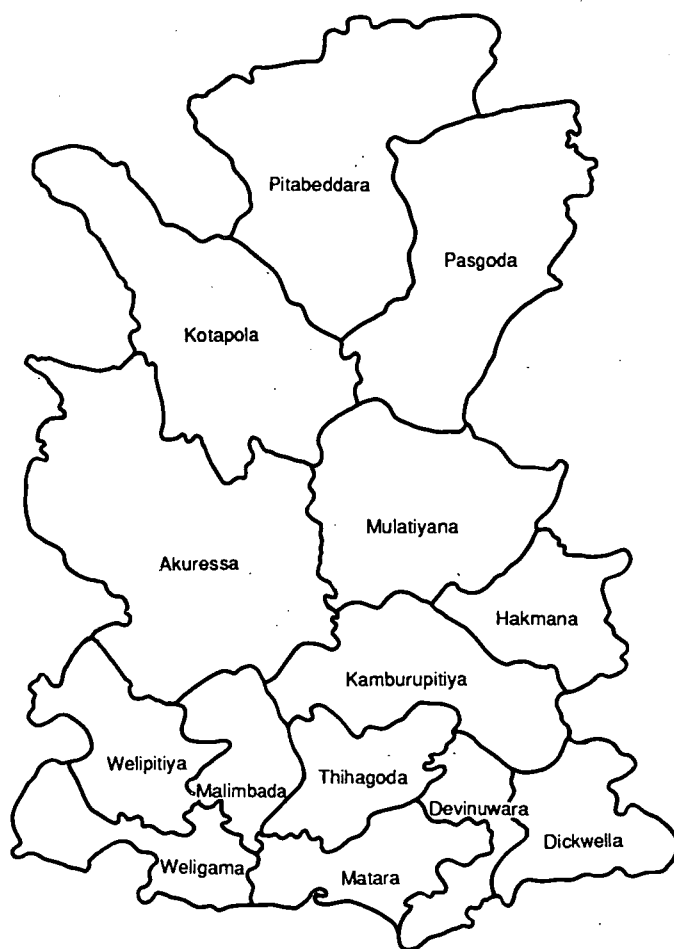 Pitabeddara
Pasgoda
Kotapola
Mulatiyana
Akuressa
Hakmana
Kamburupitiya
Welipitiya
Thihagoda
Malimbada
Devinuwara
Dickwella
Weligama
Matara